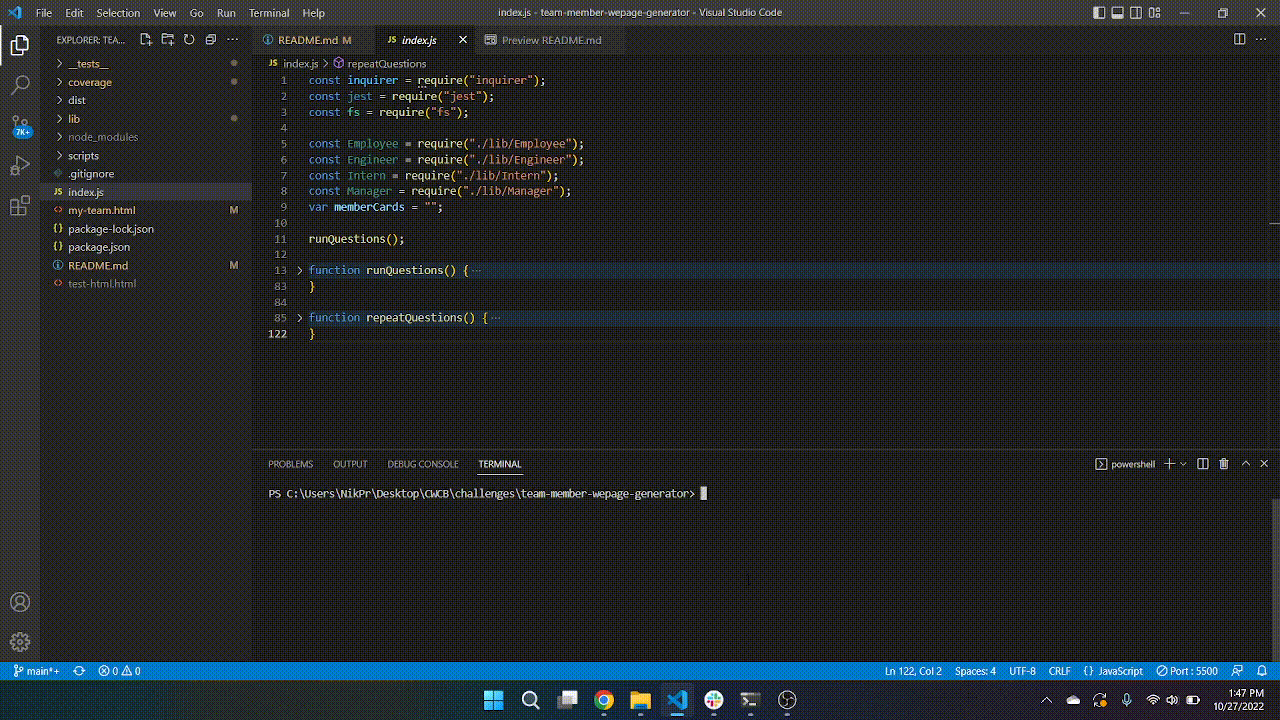 File Edit Selection View Go Run Terminal Help
index.js - team-member-wepage-generator - Visual Studio Code
EXPLORER: TEA...
README.md M
JS index.js
Preview README.md
__tests__
coverage
dist
lib
node_modules
scripts
.gitignore
JS index.js
my-team.html M
package-lock.json
package.json
README.md M
test-html.html
7K+
JS index.js > repeatQuestions
1 const inquirer = require("inquirer");
2 const jest = require("jest");
3 const fs = require("fs");
4
5 const Employee = require("./lib/Employee");
6 const Engineer = require("./lib/Engineer");
7 const Intern = require("./lib/Intern");
8 const Manager = require("./lib/Manager");
9 var memberCards = "";
10
11 runQuestions();
12
13 function runQuestions() { ···
83 }
84
85 function repeatQuestions() { ···
122 }
PROBLEMS OUTPUT DEBUG CONSOLE TERMINAL
powershell
PS C:\Users\NikPr\Desktop\CWCB\challenges\team-member-wepage-generator>
main*+
0 0
Ln 122, Col 2 Spaces: 4 UTF-8 CRLF {} JavaScript Port : 5500
1:47 PM
10/27/2022